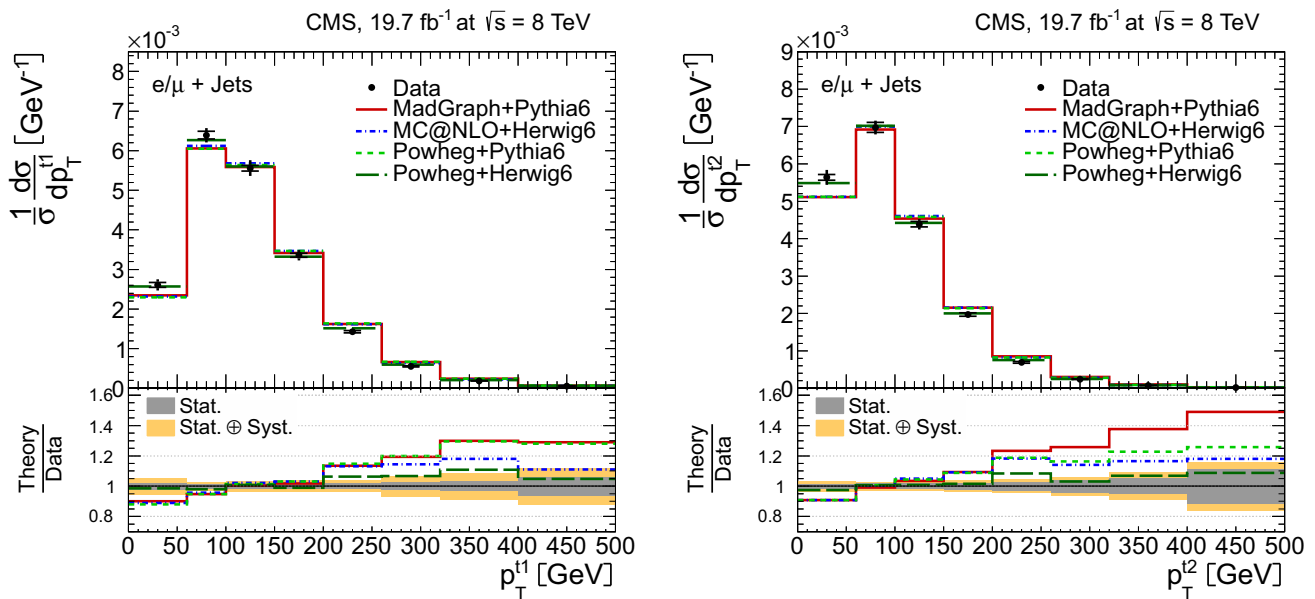 CMS, 19.7 fb⁻¹ at √s = 8 TeV
×10⁻³
e/μ + Jets
Data
MadGraph+Pythia6
MC@NLO+Herwig6
Powheg+Pythia6
Powheg+Herwig6
1/σ dσ/dp_T^t1 [GeV⁻¹]
8
7
6
5
4
3
2
1
0
1.6
1.4
1.2
1
0.8
Stat.
Stat. ⊕ Syst.
Theory
Data
0 50 100 150 200 250 300 350 400 450 500
p_T^t1 [GeV]
CMS, 19.7 fb⁻¹ at √s = 8 TeV
×10⁻³
e/μ + Jets
Data
MadGraph+Pythia6
MC@NLO+Herwig6
Powheg+Pythia6
Powheg+Herwig6
1/σ dσ/dp_T^t2 [GeV⁻¹]
9
8
7
6
5
4
3
2
1
0
1.6
1.4
1.2
1
0.8
Stat.
Stat. ⊕ Syst.
Theory
Data
0 50 100 150 200 250 300 350 400 450 500
p_T^t2 [GeV]